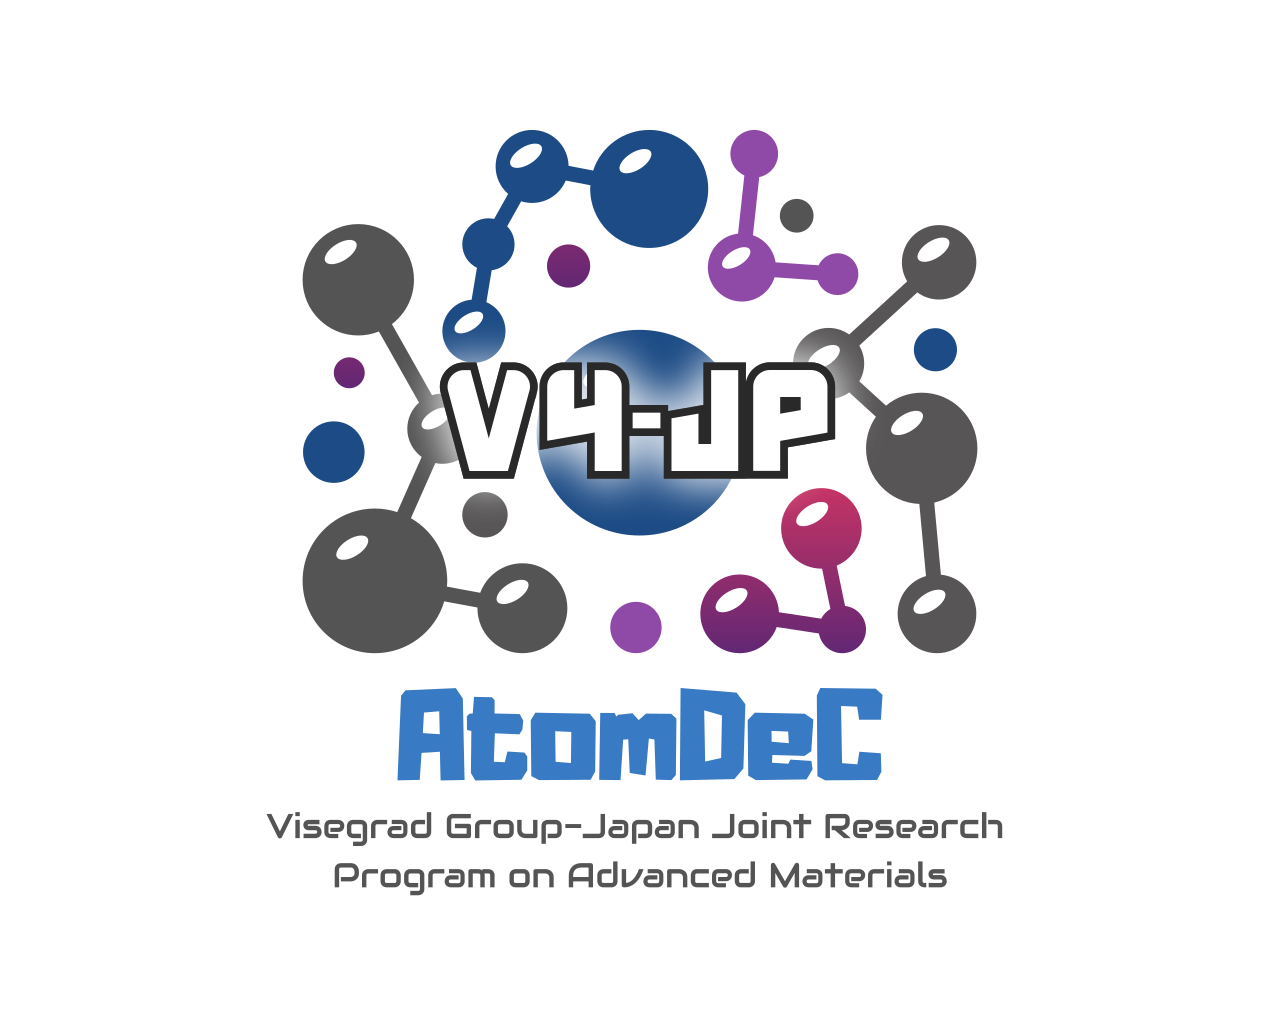 V4-JP
AtomDeC
Visegrad Group-Japan Joint Research
Program on Advanced Materials